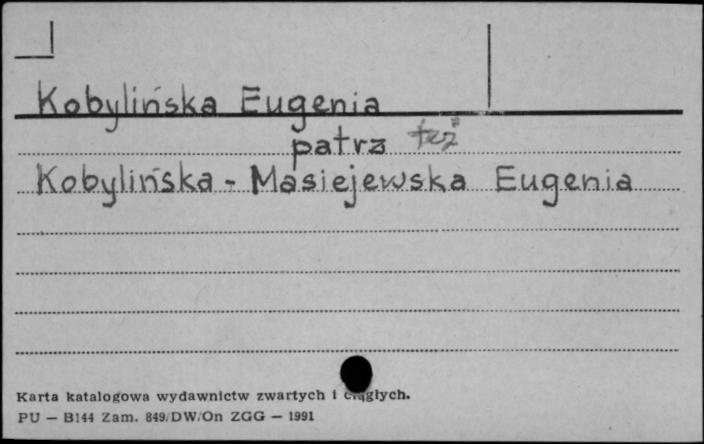 Kobylińska Eugenia
patrz też
Kobylińska - Masiejewska Eugenia
Karta katalogowa wydawnictw zwartych i ciągłych.
PU — B144 Zam. 849/DW/On ZGG — 1991